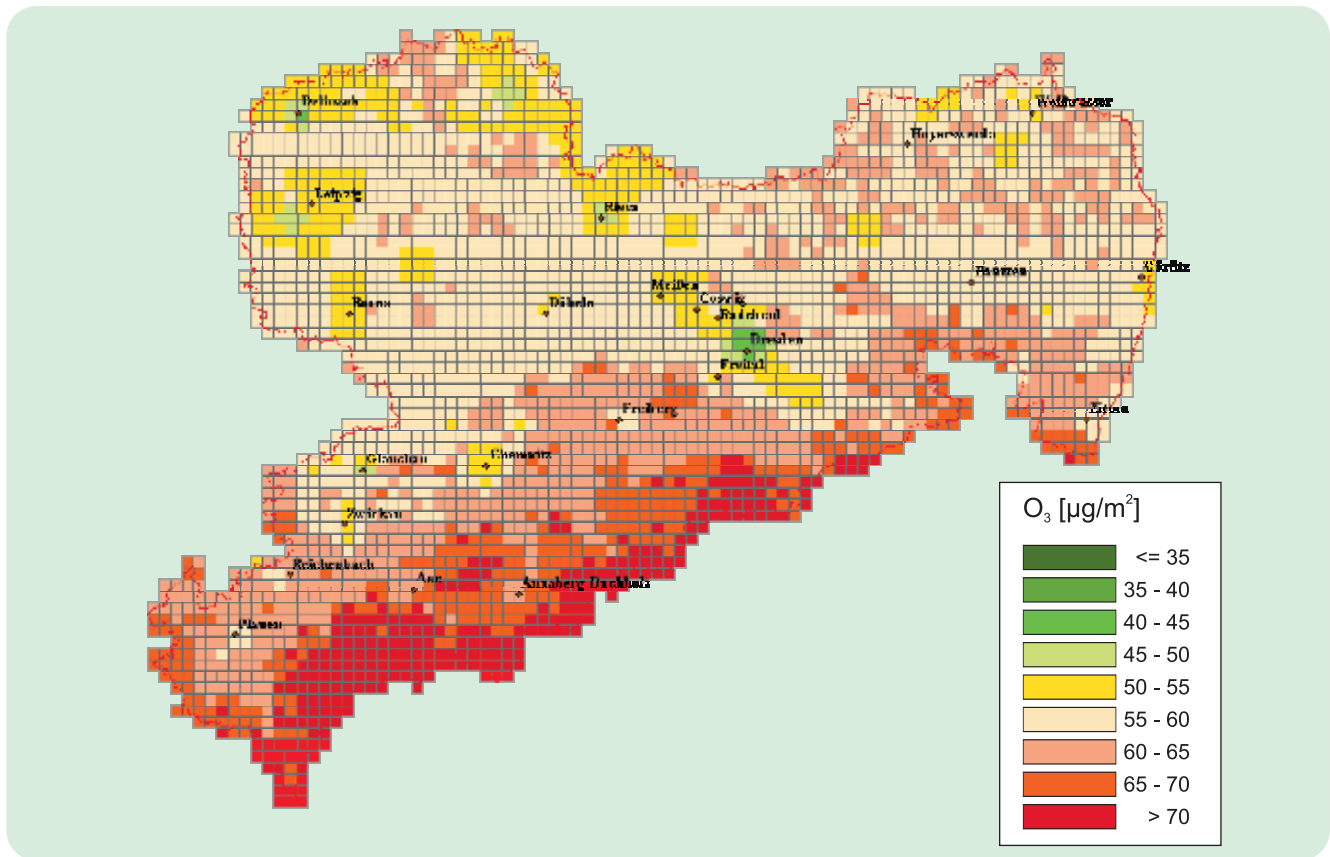 Delitzsch
Weißwasser
Hoyerswerda
Leipzig
Riesa
Görlitz
Bautzen
Meißen
Borna
Döbeln
Coswig
Radebeul
Dresden
Freital
Freiberg
Zittau
Glauchau
Chemnitz
Zwickau
Reichenbach
Aue
Annaberg-Buchholz
Plauen
O₃ [µg/m²]
<= 35
35 - 40
40 - 45
45 - 50
50 - 55
55 - 60
60 - 65
65 - 70
> 70